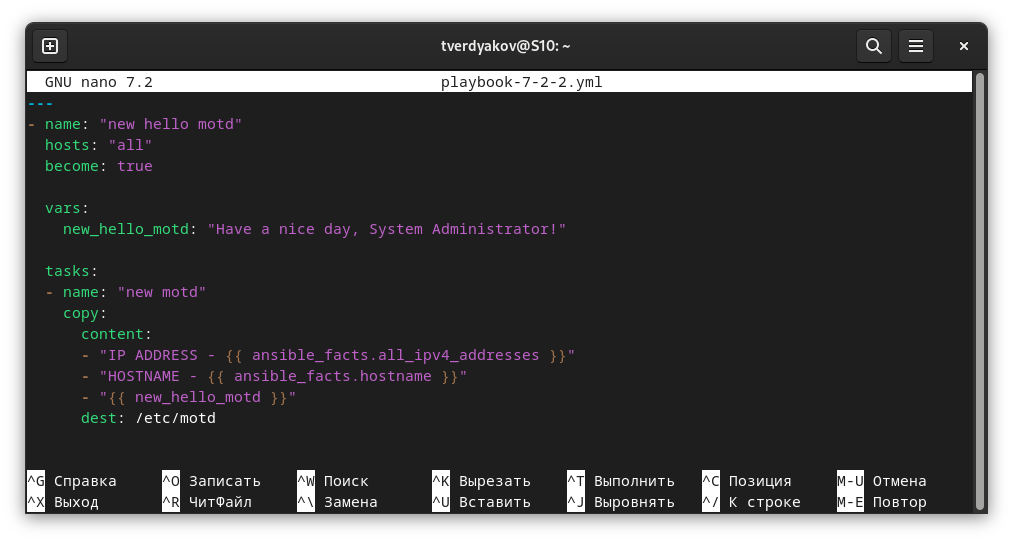 tverdyakov@S10: ~
GNU nano 7.2 playbook-7-2-2.yml
---
- name: "new hello motd"
  hosts: "all"
  become: true

  vars:
    new_hello_motd: "Have a nice day, System Administrator!"

  tasks:
  - name: "new motd"
    copy:
      content:
      - "IP ADDRESS - {{ ansible_facts.all_ipv4_addresses }}"
      - "HOSTNAME - {{ ansible_facts.hostname }}"
      - "{{ new_hello_motd }}"
      dest: /etc/motd

^G Справка ^O Записать ^W Поиск ^K Вырезать ^T Выполнить ^C Позиция M-U Отмена
^X Выход ^R ЧитФайл ^\ Замена ^U Вставить ^J Выровнять ^/ К строке M-E Повтор